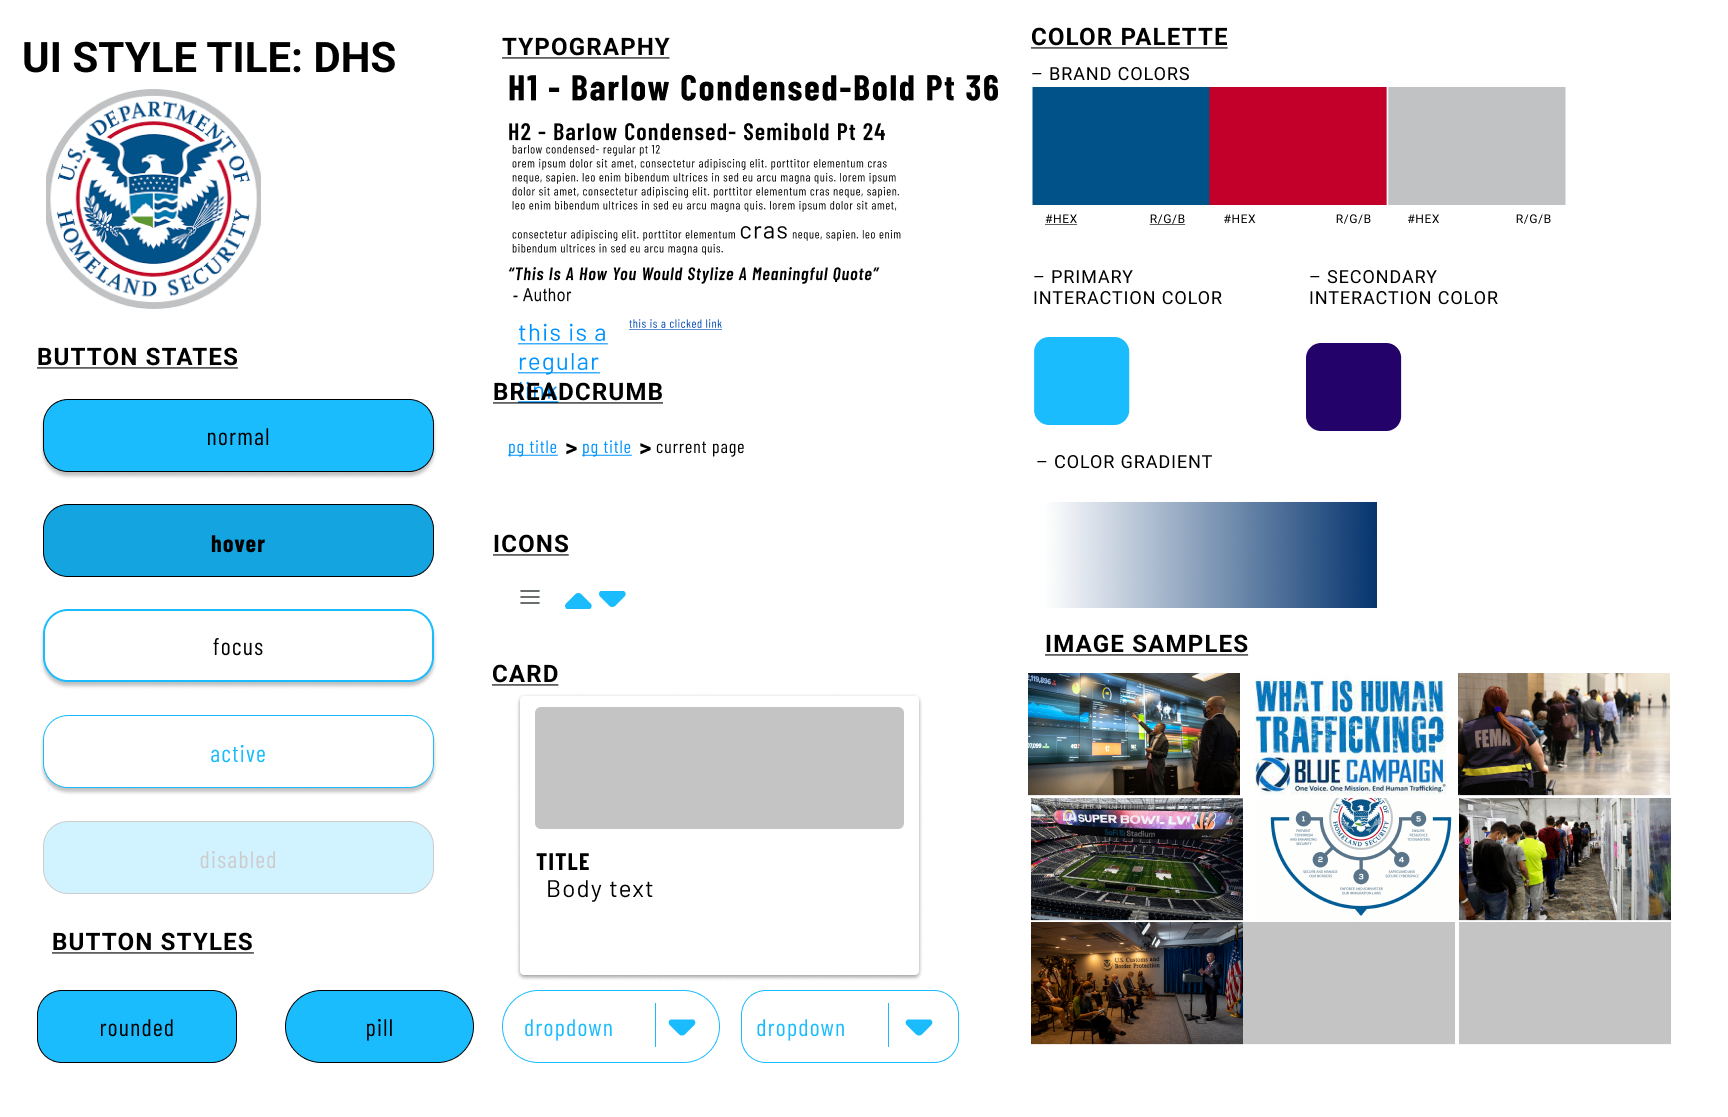 UI STYLE TILE: DHS
U.S. DEPARTMENT OF
HOMELAND SECURITY
BUTTON STATES
normal
hover
focus
active
disabled
BUTTON STYLES
rounded
pill
TYPOGRAPHY
H1 - Barlow Condensed-Bold Pt 36
H2 - Barlow Condensed- Semibold Pt 24
barlow condensed- regular pt 12
orem ipsum dolor sit amet, consectetur adipiscing elit. porttitor elementum cras
neque, sapien. leo enim bibendum ultrices in sed eu arcu magna quis. lorem ipsum
dolor sit amet, consectetur adipiscing elit. porttitor elementum cras neque, sapien.
leo enim bibendum ultrices in sed eu arcu magna quis. lorem ipsum dolor sit amet,
consectetur adipiscing elit. porttitor elementum cras neque, sapien. leo enim
bibendum ultrices in sed eu arcu magna quis.
“This Is A How You Would Stylize A Meaningful Quote”
- Author
this is a
regular
link
this is a clicked link
BREADCRUMB
pg title > pg title > current page
ICONS
CARD
TITLE
Body text
dropdown
dropdown
COLOR PALETTE
– BRAND COLORS
#HEX R/G/B #HEX R/G/B #HEX R/G/B
– PRIMARY
INTERACTION COLOR
– SECONDARY
INTERACTION COLOR
– COLOR GRADIENT
IMAGE SAMPLES
WHAT IS HUMAN
TRAFFICKING?
BLUE CAMPAIGN
One Voice. One Mission. End Human Trafficking.
FEMA
SUPER BOWL LVI
SoFi Stadium
HOMELAND SECURITY
1
2
3
4
5
U.S. Customs and
Border Protection